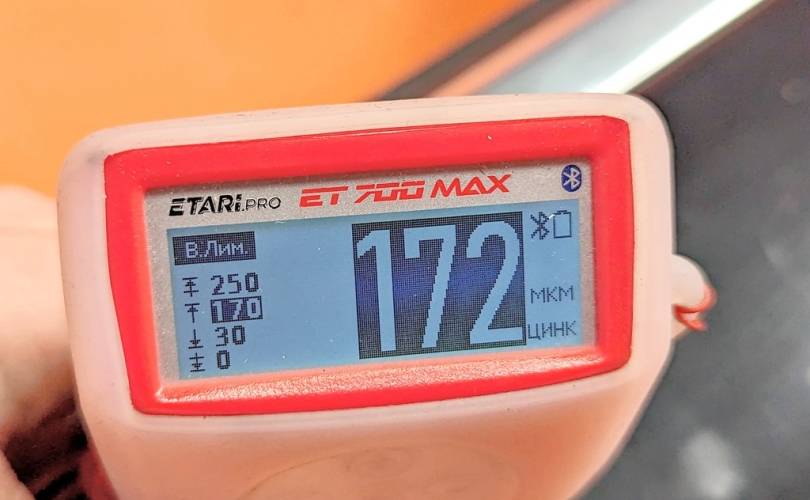 ETARI.PRO ET 700 MAX
В.Лим.
250
170
30
0
172
мкм
цинк